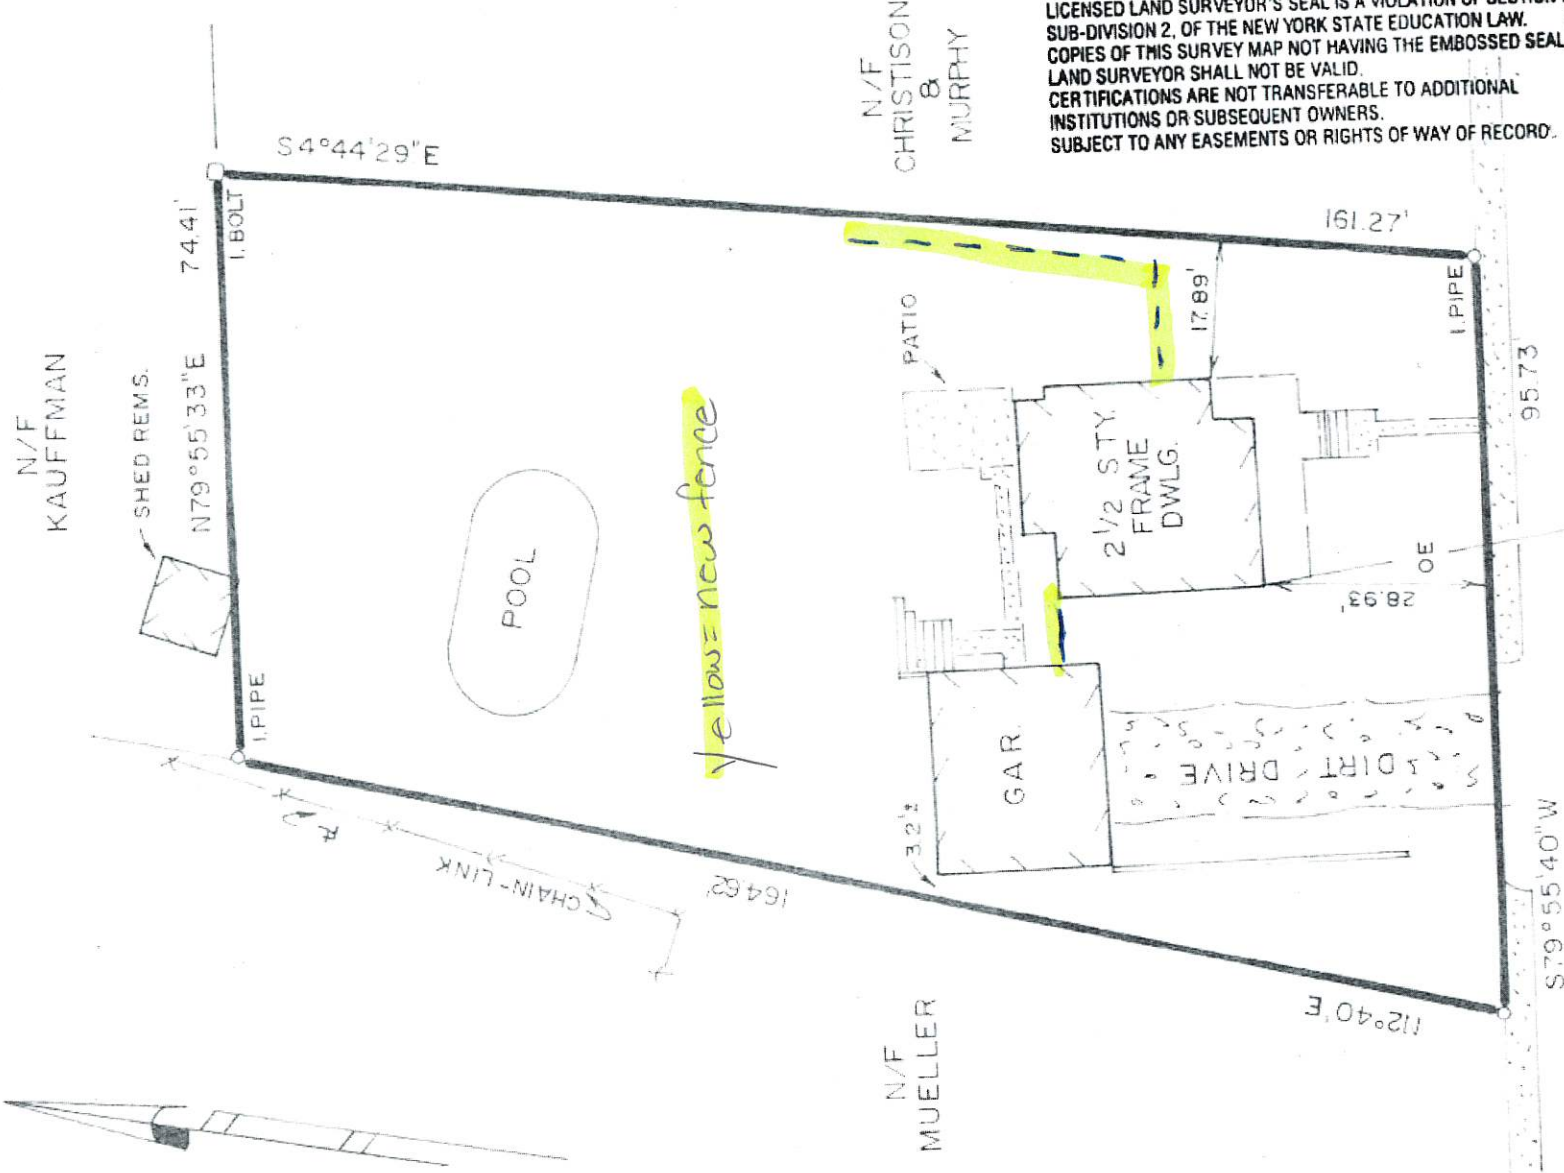 LICENSED LAND SURVEYOR'S SEAL IS A VIOLATION OF SECTION
SUB-DIVISION 2, OF THE NEW YORK STATE EDUCATION LAW.
COPIES OF THIS SURVEY MAP NOT HAVING THE EMBOSSED SEAL
LAND SURVEYOR SHALL NOT BE VALID.
CERTIFICATIONS ARE NOT TRANSFERABLE TO ADDITIONAL
INSTITUTIONS OR SUBSEQUENT OWNERS.
SUBJECT TO ANY EASEMENTS OR RIGHTS OF WAY OF RECORD.
N/F
KAUFFMAN
SHED REMS.
N79°55'33"E
74.41'
I.BOLT
I.PIPE
S4°44'29"E
161.27'
N/F
CHRISTISON
&
MURPHY
POOL
Yellow = new fence
PATIO
17.89'
2 1/2 STY.
FRAME
DWLG.
GAR.
3.2'±
CHAIN-LINK
164.62'
DIRT DRIVE
28.93'
OE
I.PIPE
95.73
S79°55'40"W
N/F
MUELLER